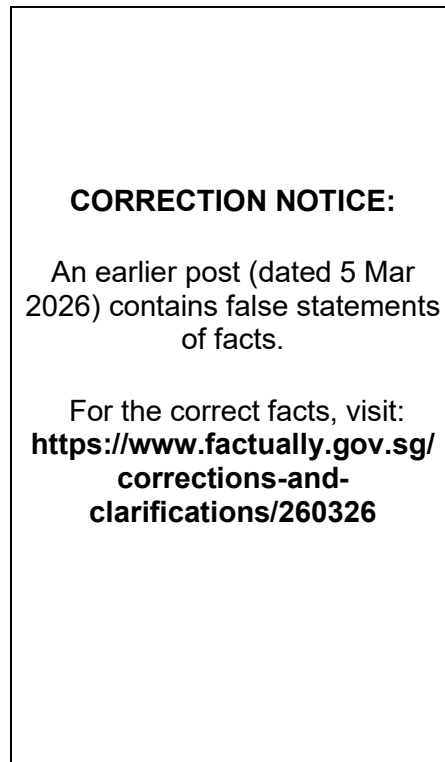 CORRECTION NOTICE:
An earlier post (dated 5 Mar
2026) contains false statements
of facts.
For the correct facts, visit:
https://www.factually.gov.sg/
corrections-and-
clarifications/260326